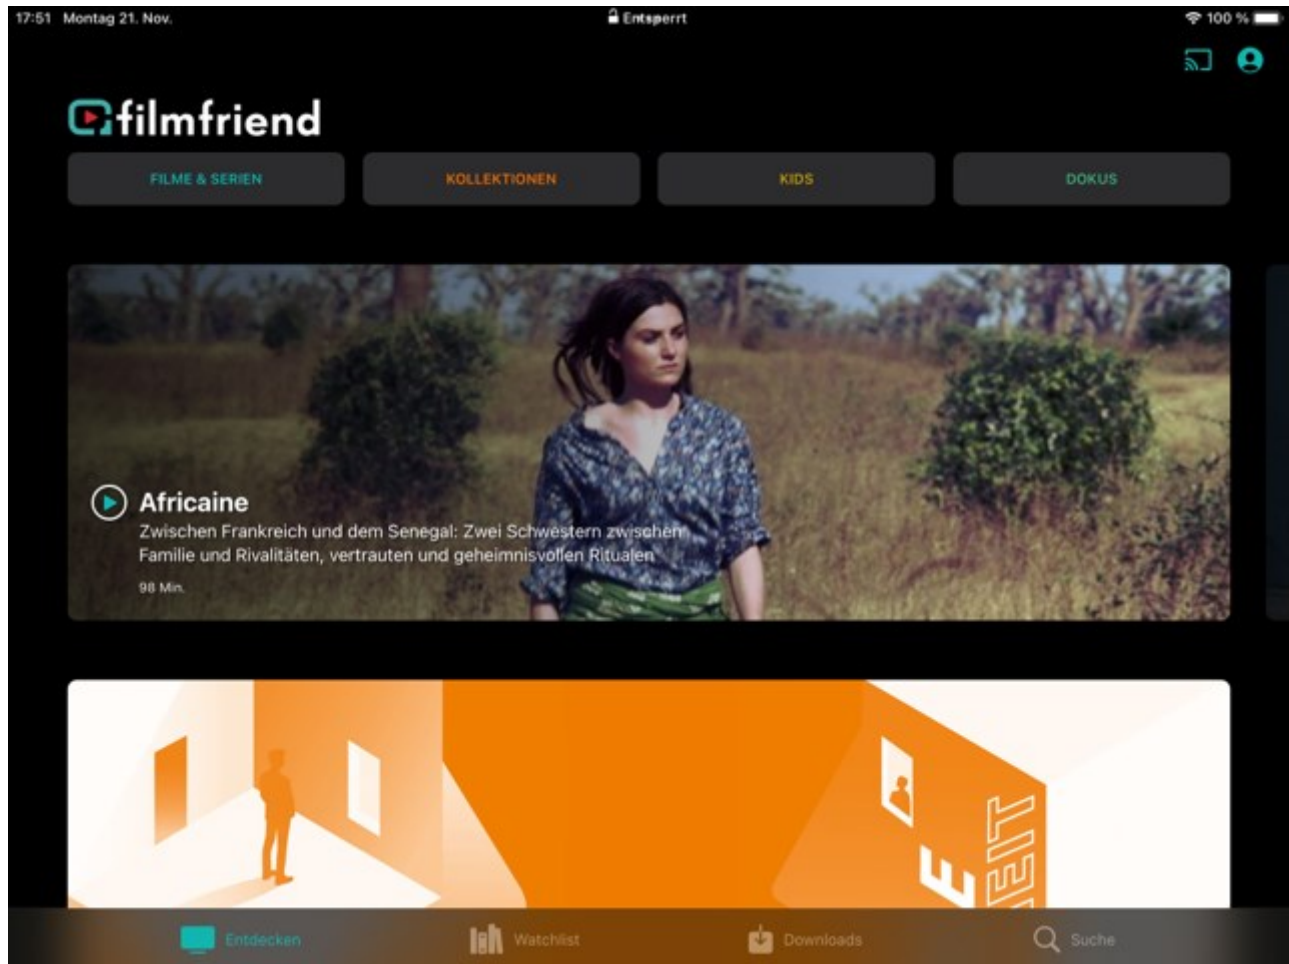 17:51 Montag 21. Nov.
Entsperrt
100 %
filmfriend
FILME & SERIEN
KOLLEKTIONEN
KIDS
DOKUS
Africaine
Zwischen Frankreich und dem Senegal: Zwei Schwestern zwischen
Familie und Rivalitäten, vertrauten und geheimnisvollen Ritualen
98 Min.
Entdecken
Watchlist
Downloads
Suche